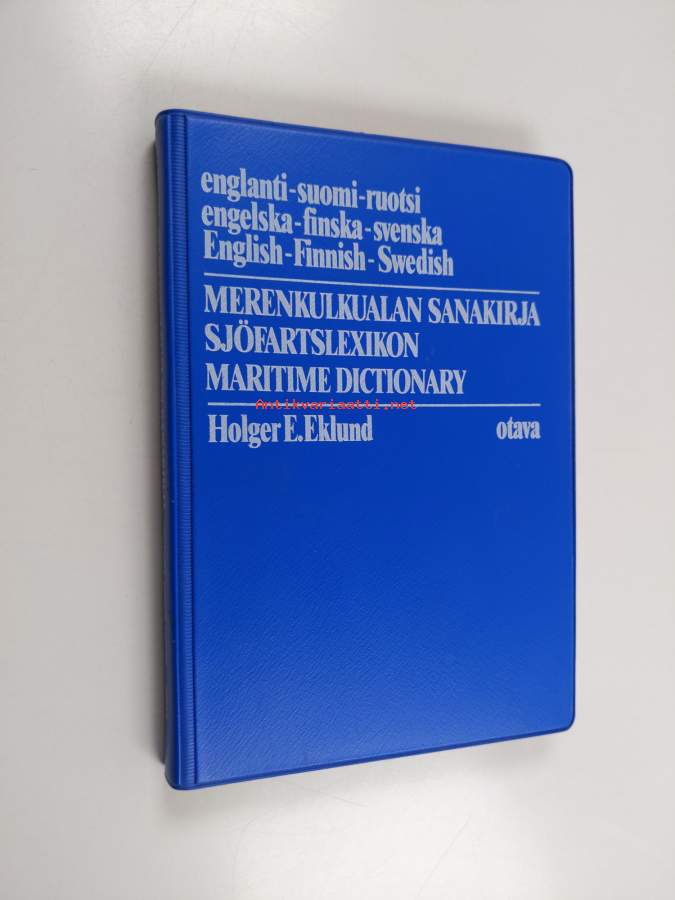 englanti-suomi-ruotsi
engelska-finska-svenska
English-Finnish-Swedish
MERENKULKUALAN SANAKIRJA
SJÖFARTSLEXIKON
MARITIME DICTIONARY
Antikvariaatti.net
Holger E. Eklund otava